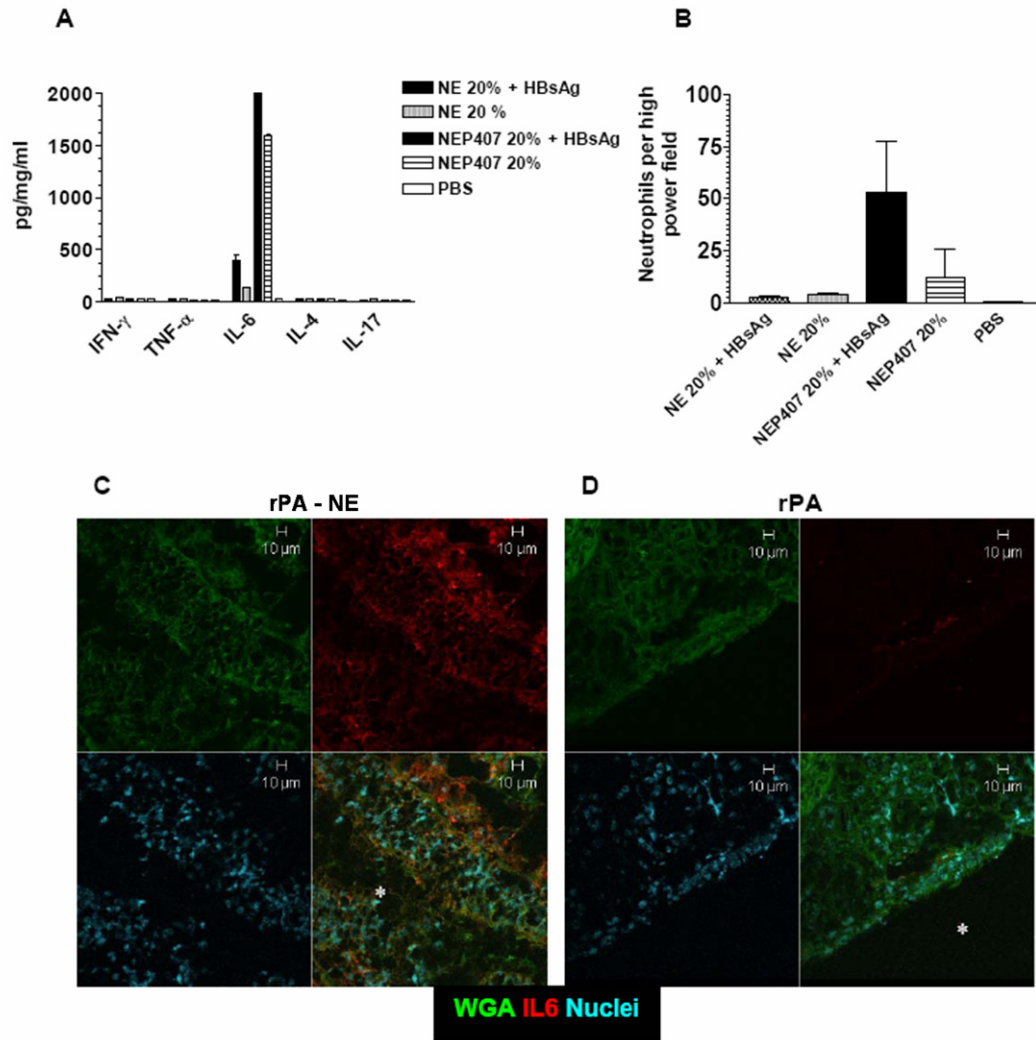 A
2000
1500
1000
500
0
pg/mg/ml
IFN-γ
TNF-α
IL-6
IL-4
IL-17
NE 20% + HBsAg
NE 20 %
NEP407 20% + HBsAg
NEP407 20%
PBS
B
Neutrophils per high
power field
100
75
50
25
0
NE 20% + HBsAg
NE 20%
NEP407 20% + HBsAg
NEP407 20%
PBS
C
rPA - NE
10 µm
10 µm
10 µm
10 µm
*
D
rPA
10 µm
10 µm
10 µm
10 µm
*
WGA IL6 Nuclei